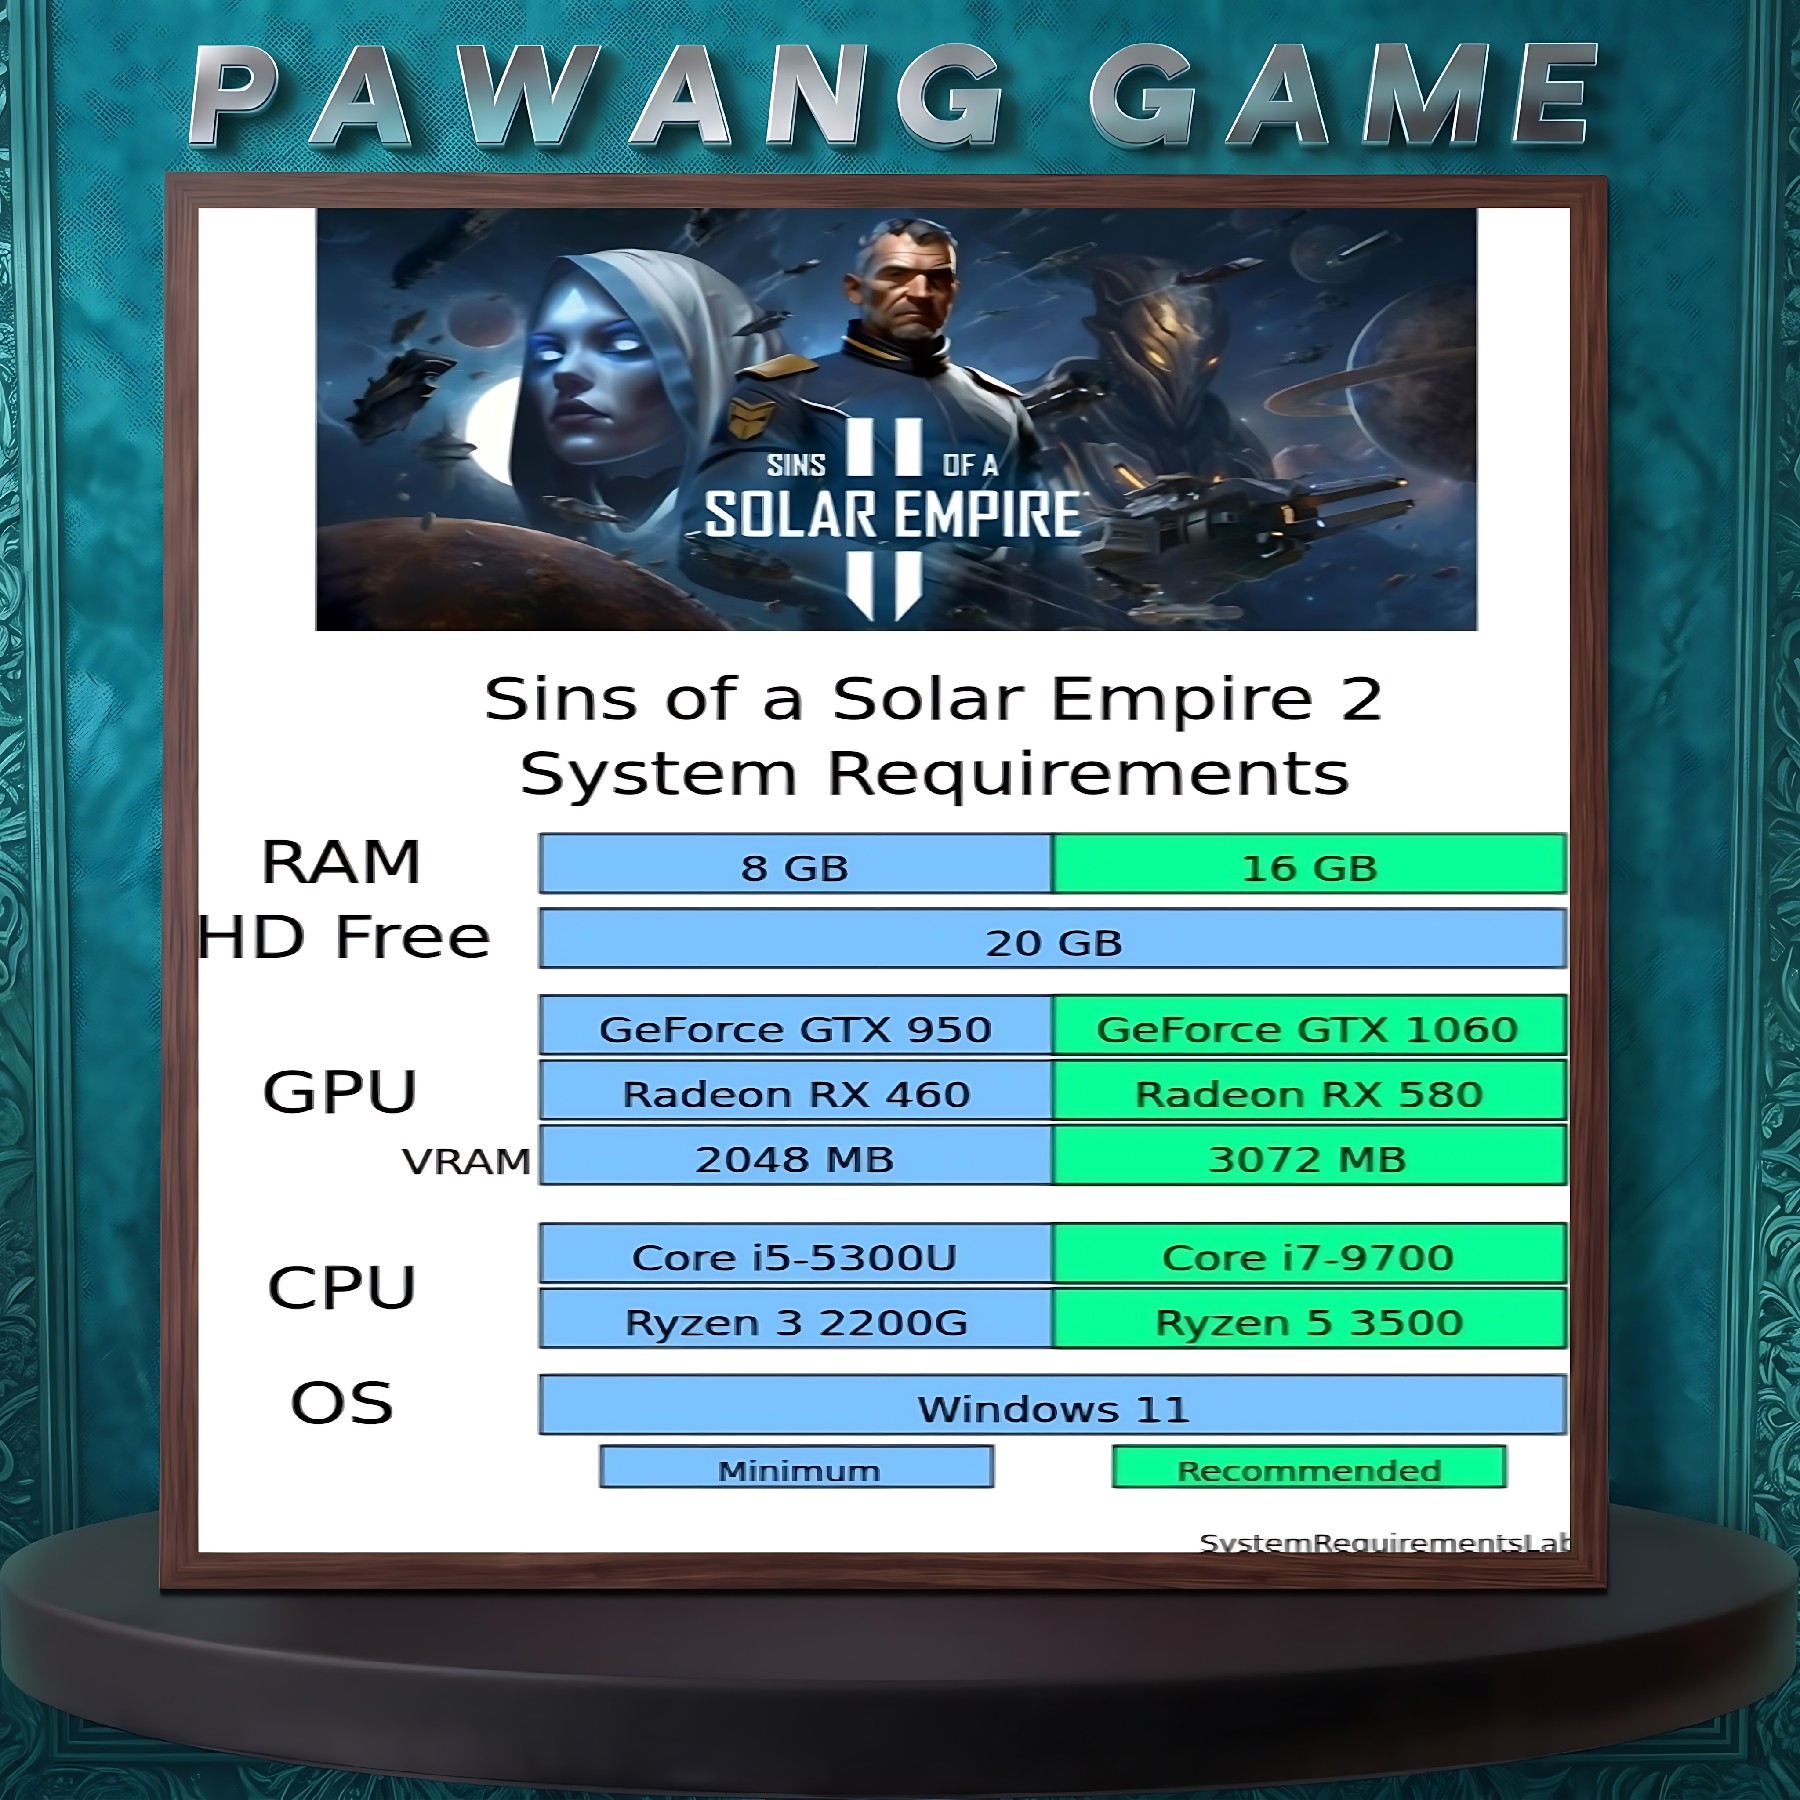 PAWANG GAME
SINS II OF A
SOLAR EMPIRE
Sins of a Solar Empire 2
System Requirements
RAM 8 GB 16 GB
HD Free 20 GB
GeForce GTX 950 GeForce GTX 1060
GPU Radeon RX 460 Radeon RX 580
VRAM 2048 MB 3072 MB
Core i5-5300U Core i7-9700
CPU
Ryzen 3 2200G Ryzen 5 3500
OS Windows 11
Minimum Recommended
SystemRequirementsLab